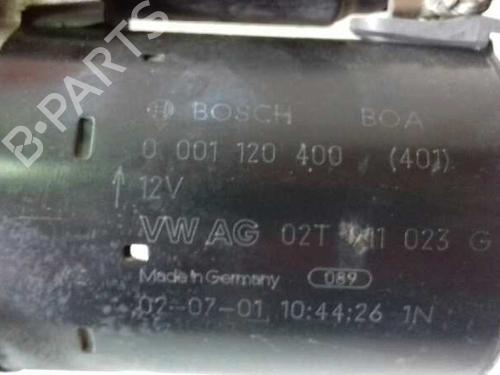 BOSCH BOA
0 001 120 400 (401)
12V
VW AG 02T 911 023 G
Made in Germany 089
02-07-01 10:44:26 1N
B-Parts